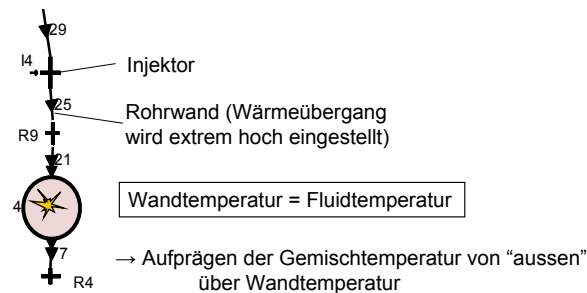 29
I4
Injektor
25
Rohrwand (Wärmeübergang
wird extrem hoch eingestellt)
R9
21
4
Wandtemperatur = Fluidtemperatur
7
→ Aufprägen der Gemischtemperatur von “aussen”
über Wandtemperatur
R4